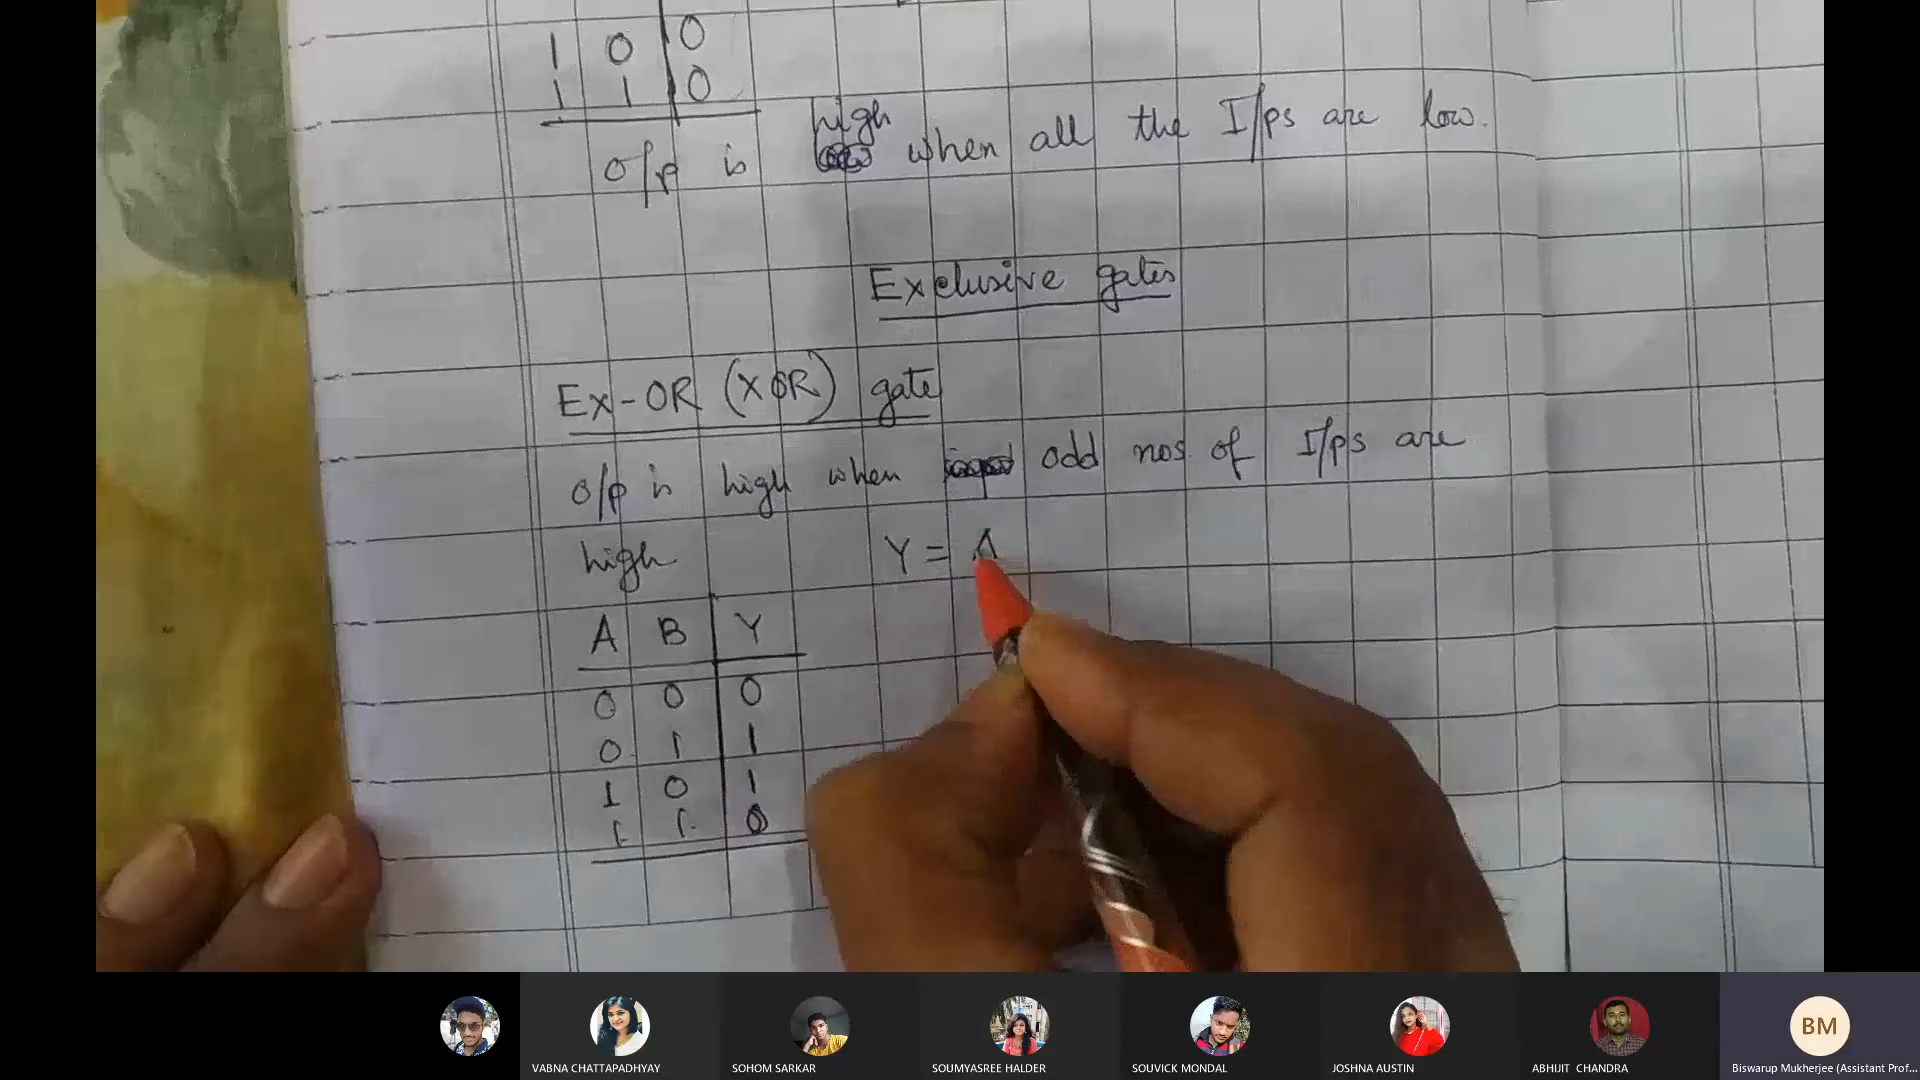 1 0 0
1 1 0
high
o/p is when all the I/ps are low.
Exclusive gates
Ex-OR (XOR) gate
o/p is high when odd nos. of I/ps are
high Y = A
A B Y
0 0 0
0 1 1
1 0 1
1 1 0
VABNA CHATTAPADHYAY
SOHOM SARKAR
SOUMYASREE HALDER
SOUVICK MONDAL
JOSHNA AUSTIN
ABHIJIT CHANDRA
BM
Biswarup Mukherjee (Assistant Prof...